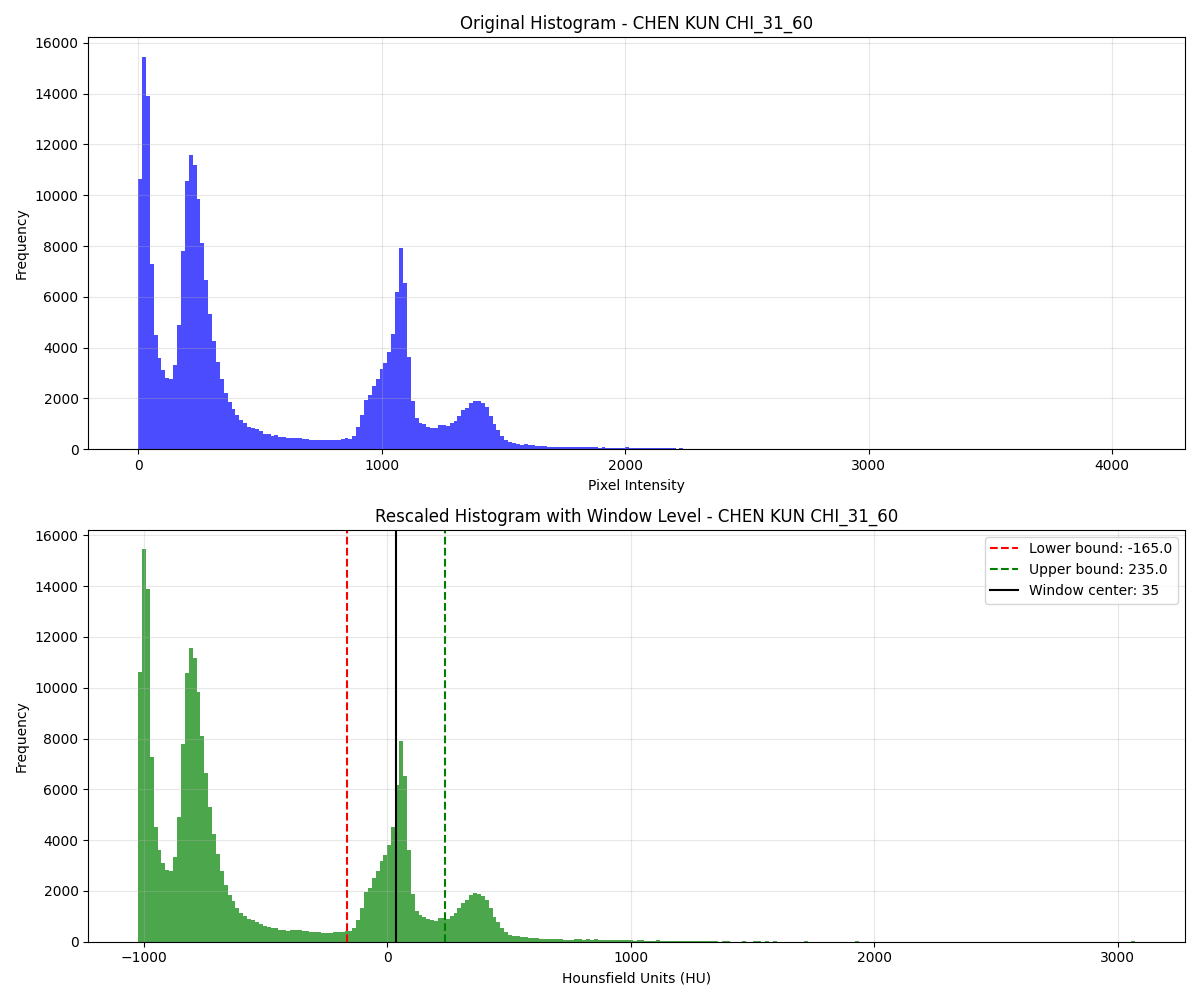 Original Histogram - CHEN KUN CHI_31_60
16000
14000
12000
10000
8000
6000
4000
2000
0
Frequency
0 1000 2000 3000 4000
Pixel Intensity
Rescaled Histogram with Window Level - CHEN KUN CHI_31_60
Lower bound: -165.0
Upper bound: 235.0
Window center: 35
16000
14000
12000
10000
8000
6000
4000
2000
0
Frequency
−1000 0 1000 2000 3000
Hounsfield Units (HU)